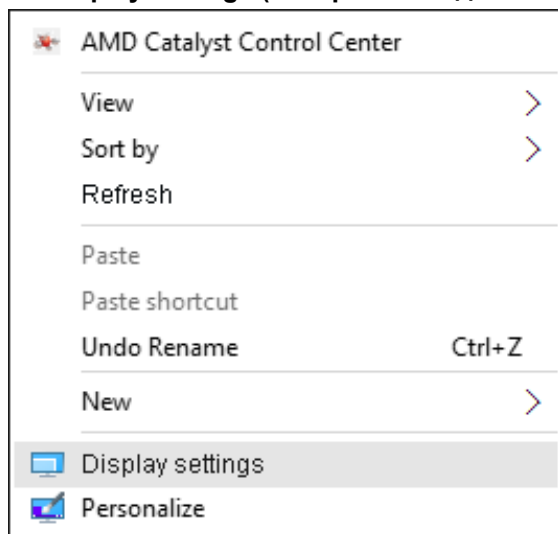 AMD Catalyst Control Center
View
Sort by
Refresh
Paste
Paste shortcut
Undo Rename Ctrl+Z
New
Display settings
Personalize